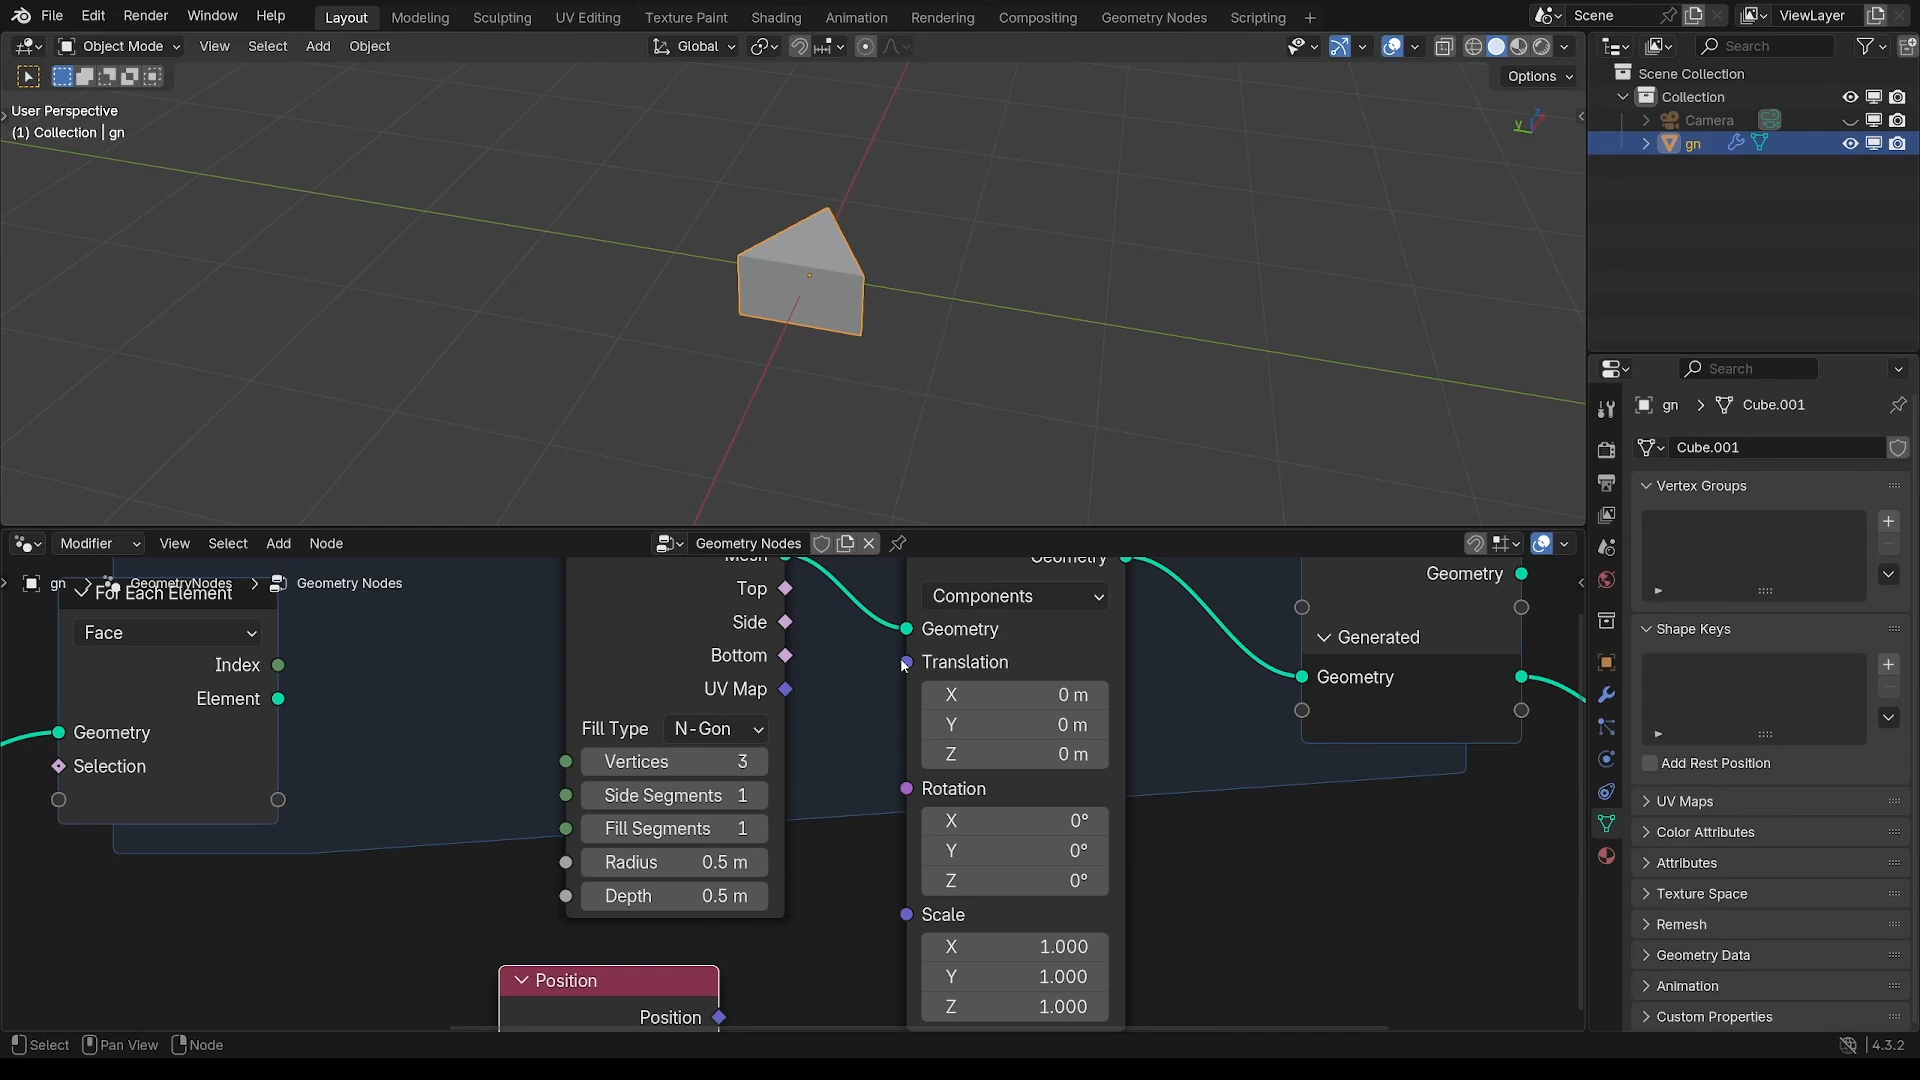 File Edit Render Window Help Layout Modeling Sculpting UV Editing Texture Paint Shading Animation Rendering Compositing Geometry Nodes Scripting + Scene ViewLayer
Object Mode View Select Add Object Global Search
Options
User Perspective
(1) Collection | gn
Y Z
Scene Collection
Collection
Camera
gn
Search
gn Cube.001
Cube.001
Vertex Groups
Shape Keys
Add Rest Position
UV Maps
Color Attributes
Attributes
Texture Space
Remesh
Geometry Data
Animation
Custom Properties
Modifier View Select Add Node Geometry Nodes
gn GeometryNodes Geometry Nodes
For Each Element
Face
Index
Element
Geometry
Selection
Mesh
Top
Side
Bottom
UV Map
Fill Type N-Gon
Vertices 3
Side Segments 1
Fill Segments 1
Radius 0.5 m
Depth 0.5 m
Position
Position
Geometry
Components
Geometry
Translation
X 0 m
Y 0 m
Z 0 m
Rotation
X 0°
Y 0°
Z 0°
Scale
X 1.000
Y 1.000
Z 1.000
Geometry
Generated
Geometry
Select Pan View Node 4.3.2